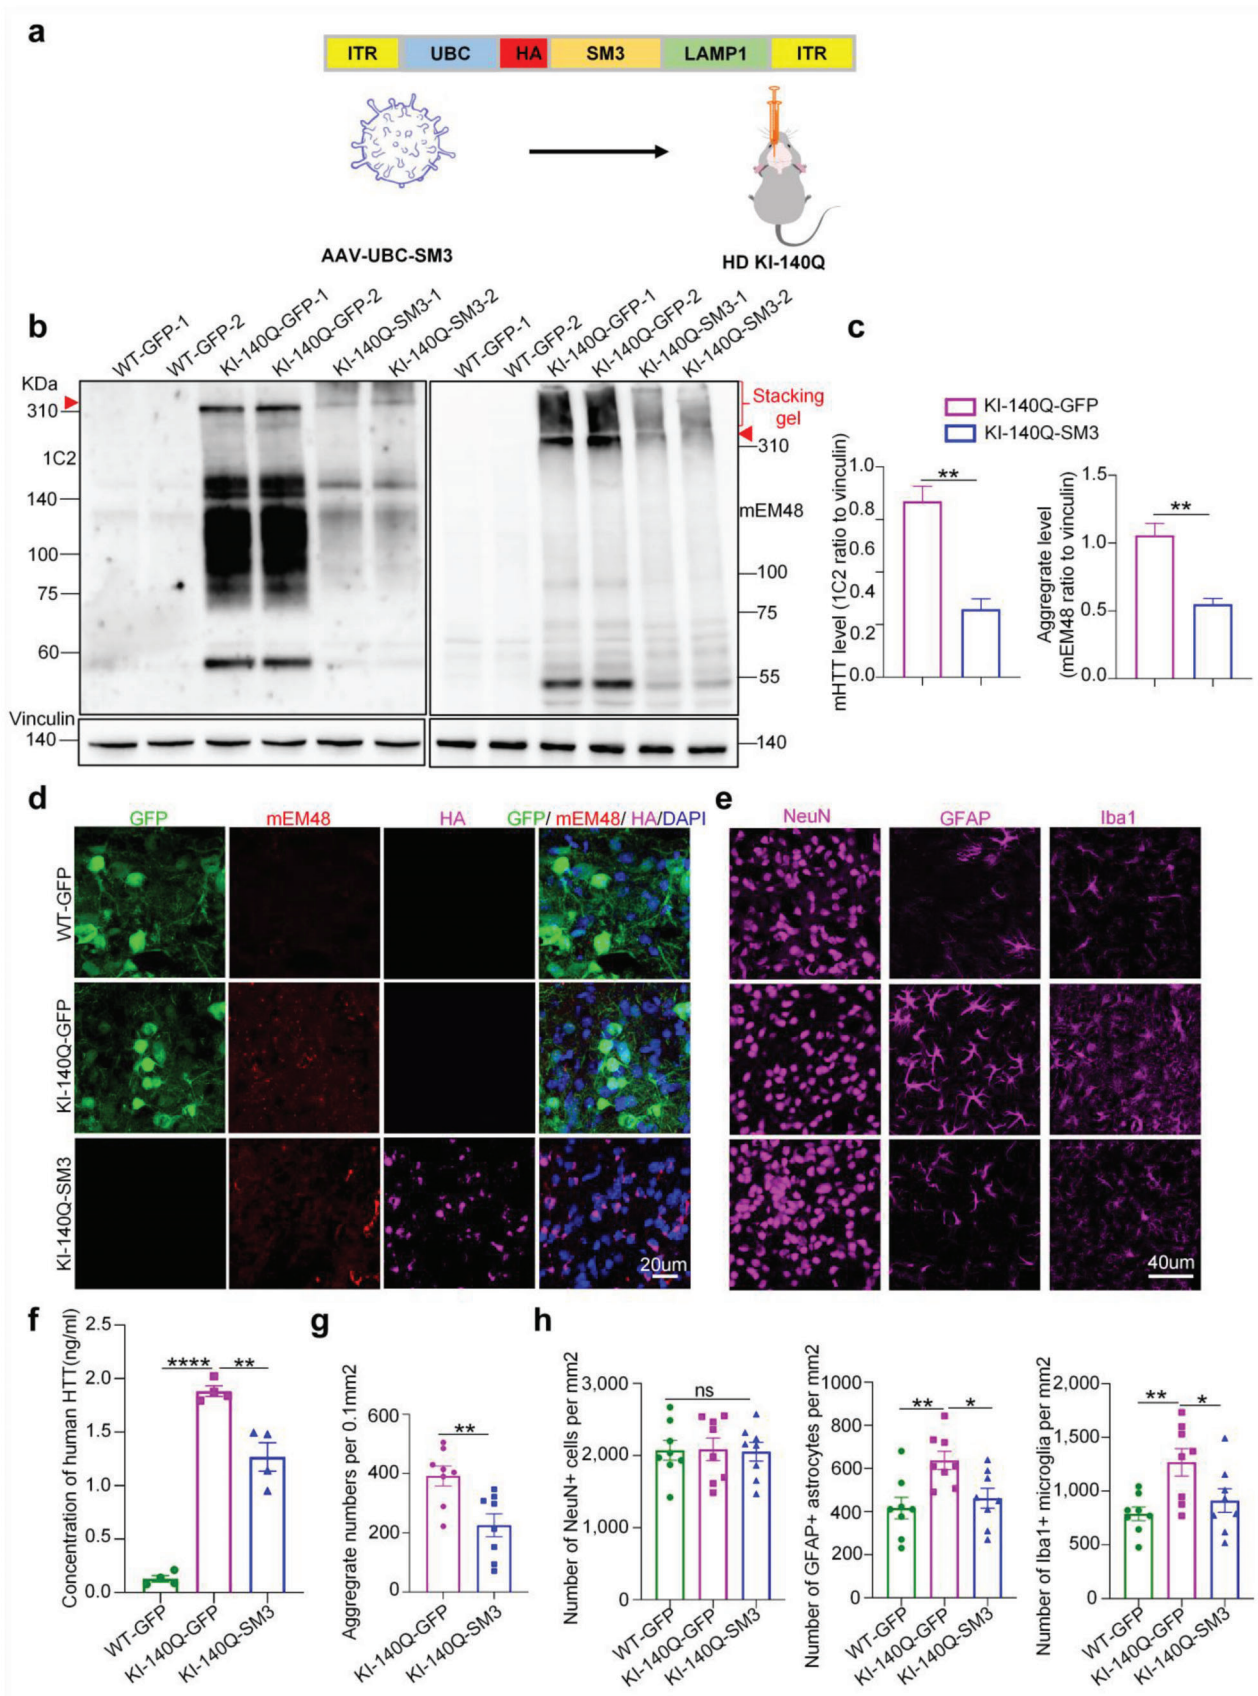 a
ITR UBC HA SM3 LAMP1 ITR
AAV-UBC-SM3
HD KI-140Q
b
WT-GFP-1
WT-GFP-2
KI-140Q-GFP-1
KI-140Q-GFP-2
KI-140Q-SM3-1
KI-140Q-SM3-2
WT-GFP-1
WT-GFP-2
KI-140Q-GFP-1
KI-140Q-GFP-2
KI-140Q-SM3-1
KI-140Q-SM3-2
KDa
310
1C2
140
100
75
60
Vinculin
140
Stacking
gel
310
mEM48
100
75
55
140
c
KI-140Q-GFP
KI-140Q-SM3
mHTT level (1C2 ratio to vinculin)
1.0
0.8
0.6
0.4
0.2
0.0
**
Aggregrate level
(mEM48 ratio to vinculin)
1.5
1.0
0.5
0.0
**
d
GFP mEM48 HA GFP/ mEM48/ HA/DAPI
WT-GFP
KI-140Q-GFP
KI-140Q-SM3
20um
e
NeuN GFAP Iba1
40um
f
Concentration of human HTT(ng/ml)
2.5
2.0
1.5
1.0
0.5
0.0
**** **
WT-GFP
KI-140Q-GFP
KI-140Q-SM3
g
Aggregrate numbers per 0.1mm2
600
400
200
0
**
KI-140Q-GFP
KI-140Q-SM3
h
Number of NeuN+ cells per mm2
3,000
2,000
1,000
0
ns
WT-GFP
KI-140Q-GFP
KI-140Q-SM3
Number of GFAP+ astrocytes per mm2
1000
800
600
400
200
0
** *
WT-GFP
KI-140Q-GFP
KI-140Q-SM3
Number of Iba1+ microglia per mm2
2,000
1,500
1,000
500
0
** *
WT-GFP
KI-140Q-GFP
KI-140Q-SM3